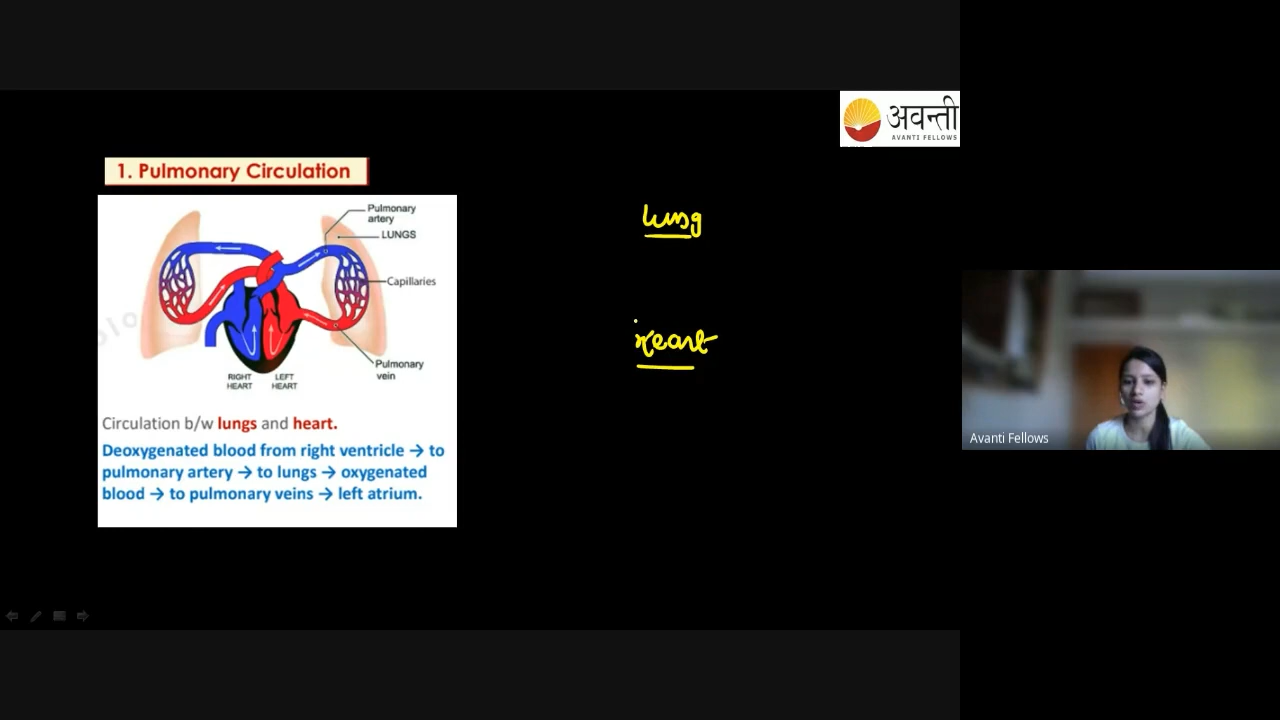 अवन्ती
AVANTI FELLOWS
1. Pulmonary Circulation
Pulmonary
artery
LUNGS
Capillaries
Pulmonary
vein
RIGHT
HEART
LEFT
HEART
Circulation b/w lungs and heart.
Deoxygenated blood from right ventricle → to
pulmonary artery → to lungs → oxygenated
blood → to pulmonary veins → left atrium.
lung
heart
Avanti Fellows